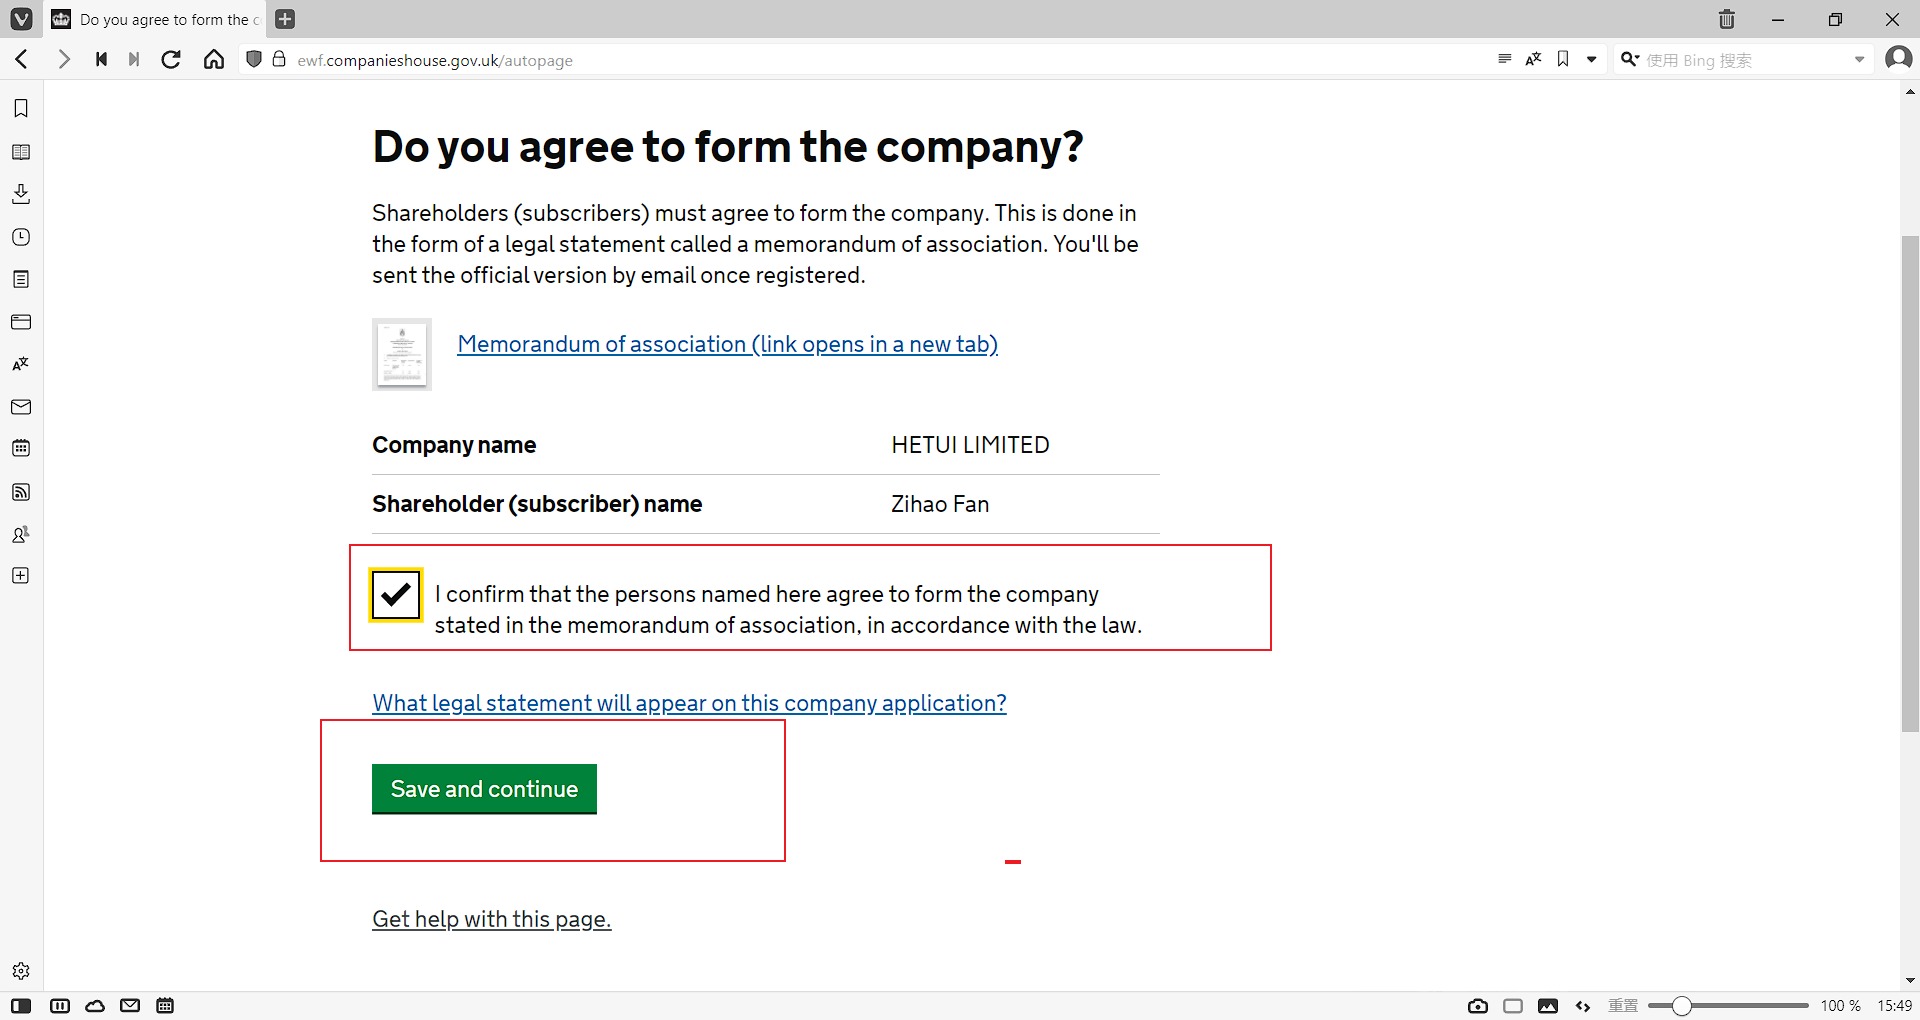 Do you agree to form the c
ewf.companieshouse.gov.uk/autopage
使用 Bing 搜索
Do you agree to form the company?
Shareholders (subscribers) must agree to form the company. This is done in
the form of a legal statement called a memorandum of association. You'll be
sent the official version by email once registered.
Memorandum of association (link opens in a new tab)
Company name HETUI LIMITED
Shareholder (subscriber) name Zihao Fan
I confirm that the persons named here agree to form the company
stated in the memorandum of association, in accordance with the law.
What legal statement will appear on this company application?
Save and continue
Get help with this page.
重置 100 % 15:49